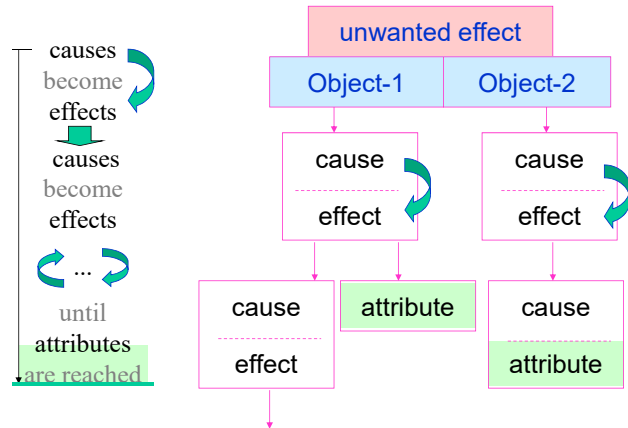 causes
become
effects
causes
become
effects
...
until
attributes
are reached
unwanted effect
Object-1 Object-2
cause
effect
cause
effect
cause
effect
attribute
cause
attribute